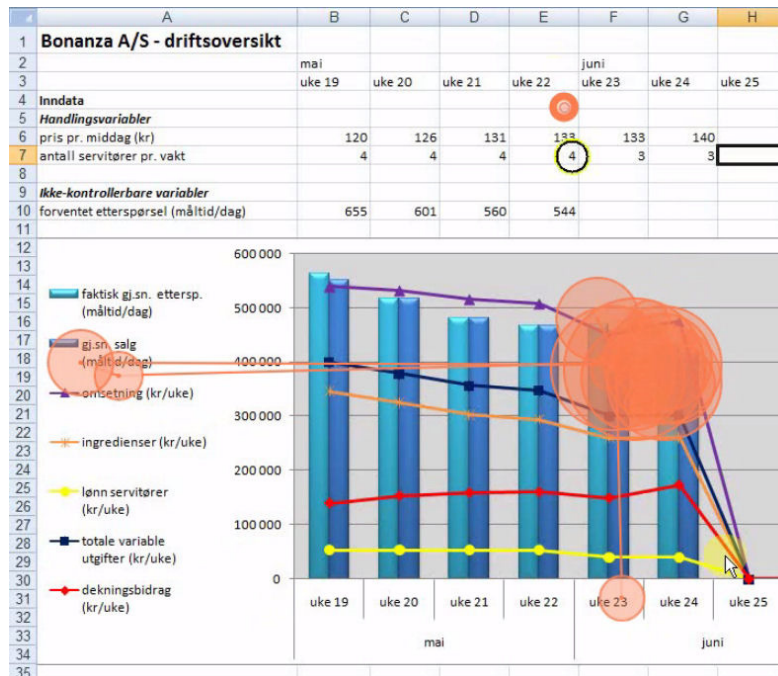 A B C D E F G H
1 Bonanza A/S - driftsoversikt
2 mai juni
3 uke 19 uke 20 uke 21 uke 22 uke 23 uke 24 uke 25
4 Inndata
5 Handlingsvariabler
6 pris pr. middag (kr) 120 126 131 133 133 140
7 antall servitører pr. vakt 4 4 4 4 3 3
8
9 Ikke-kontrollerbare variabler
10 forventet etterspørsel (måltid/dag) 655 601 560 544
11
12
13
14
15
16
17
18
19
20
21
22
23
24
25
26
27
28
29
30
31
32
33
34
35
faktisk gj.sn. ettersp.
(måltid/dag)
gj.sn. salg
(måltid/dag)
omsetning (kr/uke)
ingredienser (kr/uke)
lønn servitører
(kr/uke)
totale variable
utgifter (kr/uke)
dekningsbidrag
(kr/uke)
600 000
500 000
400 000
300 000
200 000
100 000
0
uke 19 uke 20 uke 21 uke 22 uke 23 uke 24 uke 25
mai juni